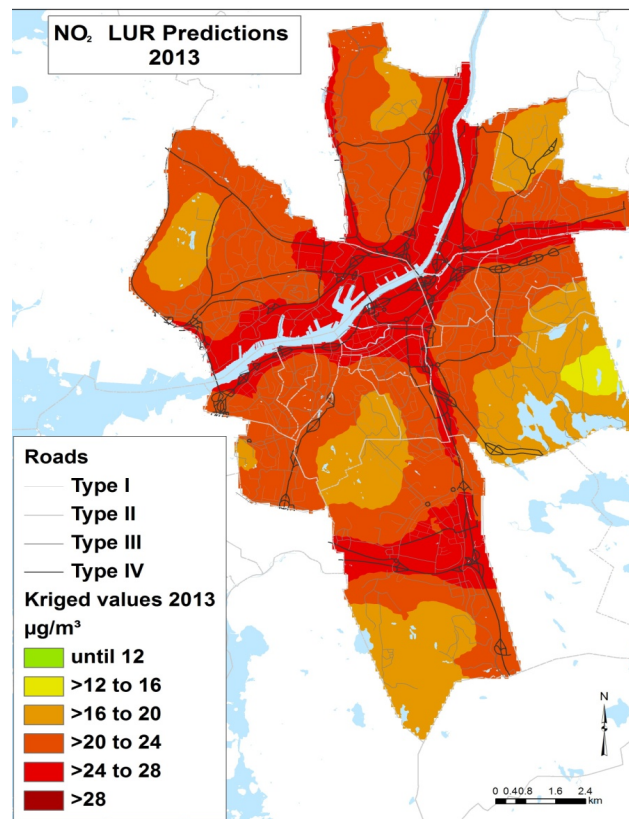 NO₂ LUR Predictions
2013
Roads
Type I
Type II
Type III
Type IV
Kriged values 2013
µg/m³
until 12
>12 to 16
>16 to 20
>20 to 24
>24 to 28
>28
N
0 0.40.8 1.6 2.4
km